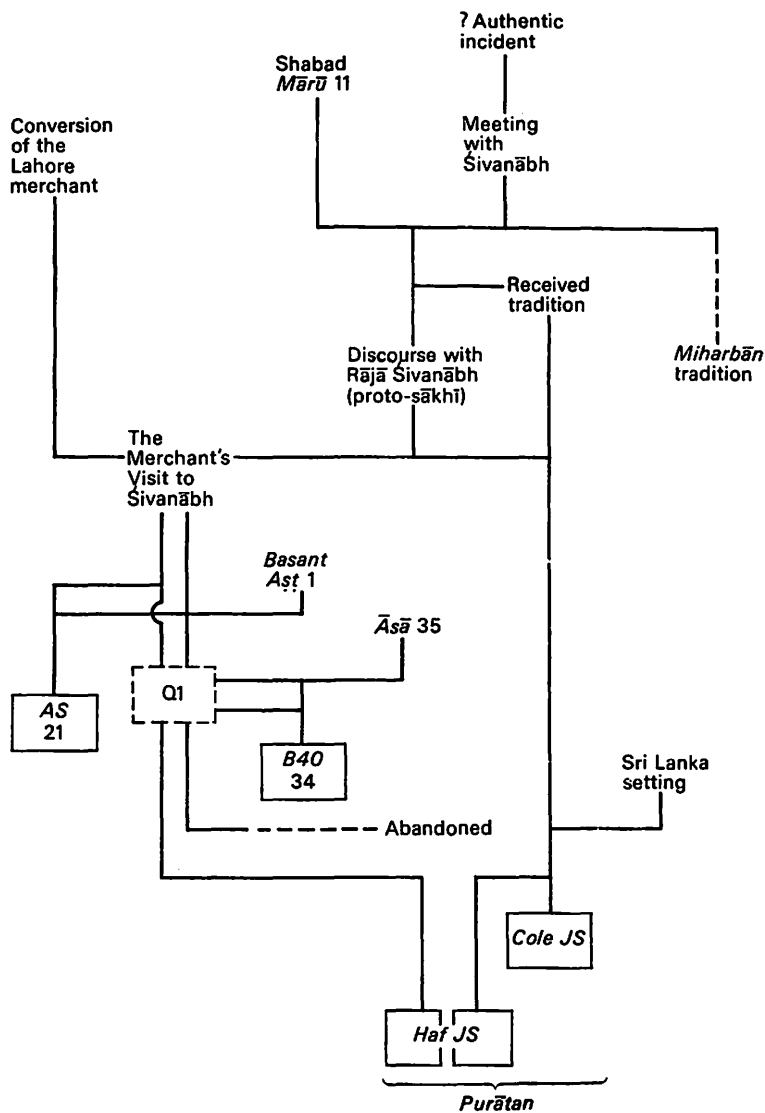 ? Authentic
incident
Shabad
Mārū 11
Conversion
of the
Lahore
merchant
Meeting
with
Śivanābh
Received
tradition
Discourse with
Rājā Śivanābh
(proto-sākhī)
Miharbān
tradition
The
Merchant's
Visit to
Śivanābh
Basant
Aṣṭ 1
Āsā 35
Q1
AS
21
B40
34
Sri Lanka
setting
Abandoned
Cole JS
Haf JS
Purātan